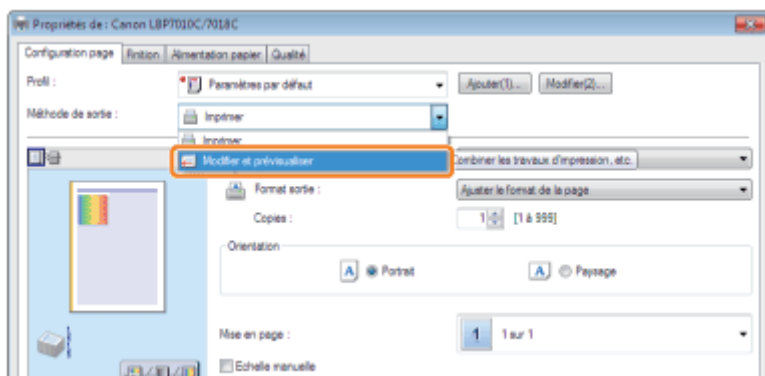 Propriétés de : Canon LBP7010C/7018C
Configuration page Finition Alimentation papier Qualité
Profil : Paramètres par défaut Ajouter(1)... Modifier(2)...
Méthode de sortie : Imprimer
Imprimer
Modifier et prévisualiser Combiner les travaux d'impression, etc.
Format sortie : Ajuster le format de la page
Copies : 1 [1 à 999]
Orientation
A Portrait A Paysage
Mise en page : 1 1 sur 1
Echelle manuelle